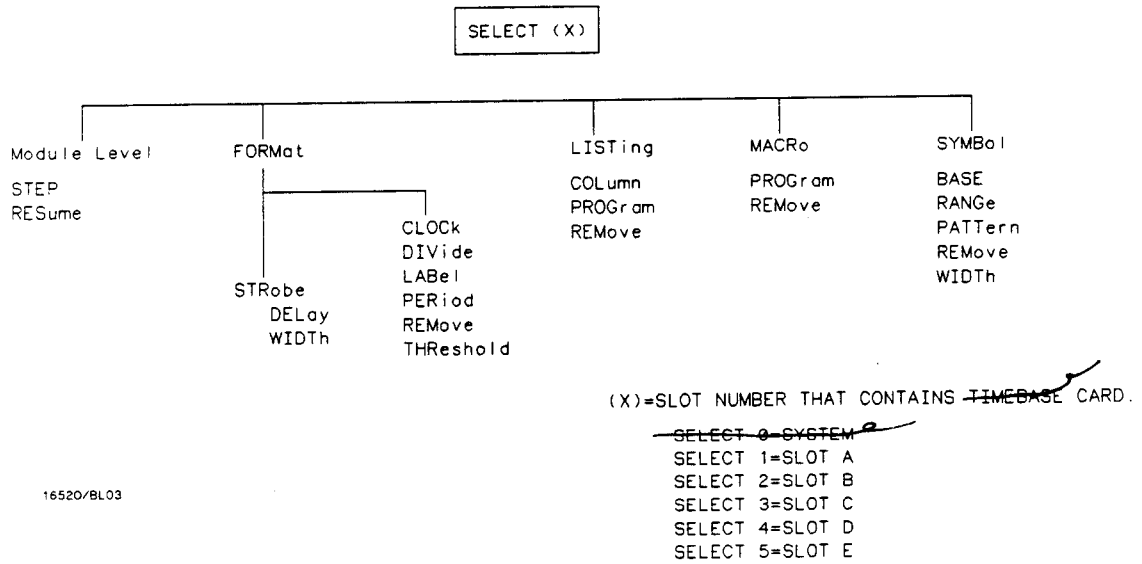 SELECT (X)
Module Level
STEP
RESume
FORMat
STRobe
DELay
WIDTh
CLOCk
DIVide
LABel
PERiod
REMove
THReshold
LISTing
COLumn
PROGram
REMove
MACRo
PROGram
REMove
SYMBol
BASE
RANGe
PATTern
REMove
WIDTh
(X)=SLOT NUMBER THAT CONTAINS TIMEBASE CARD.
SELECT 0=SYSTEM
SELECT 1=SLOT A
SELECT 2=SLOT B
SELECT 3=SLOT C
SELECT 4=SLOT D
SELECT 5=SLOT E
16520/BL03